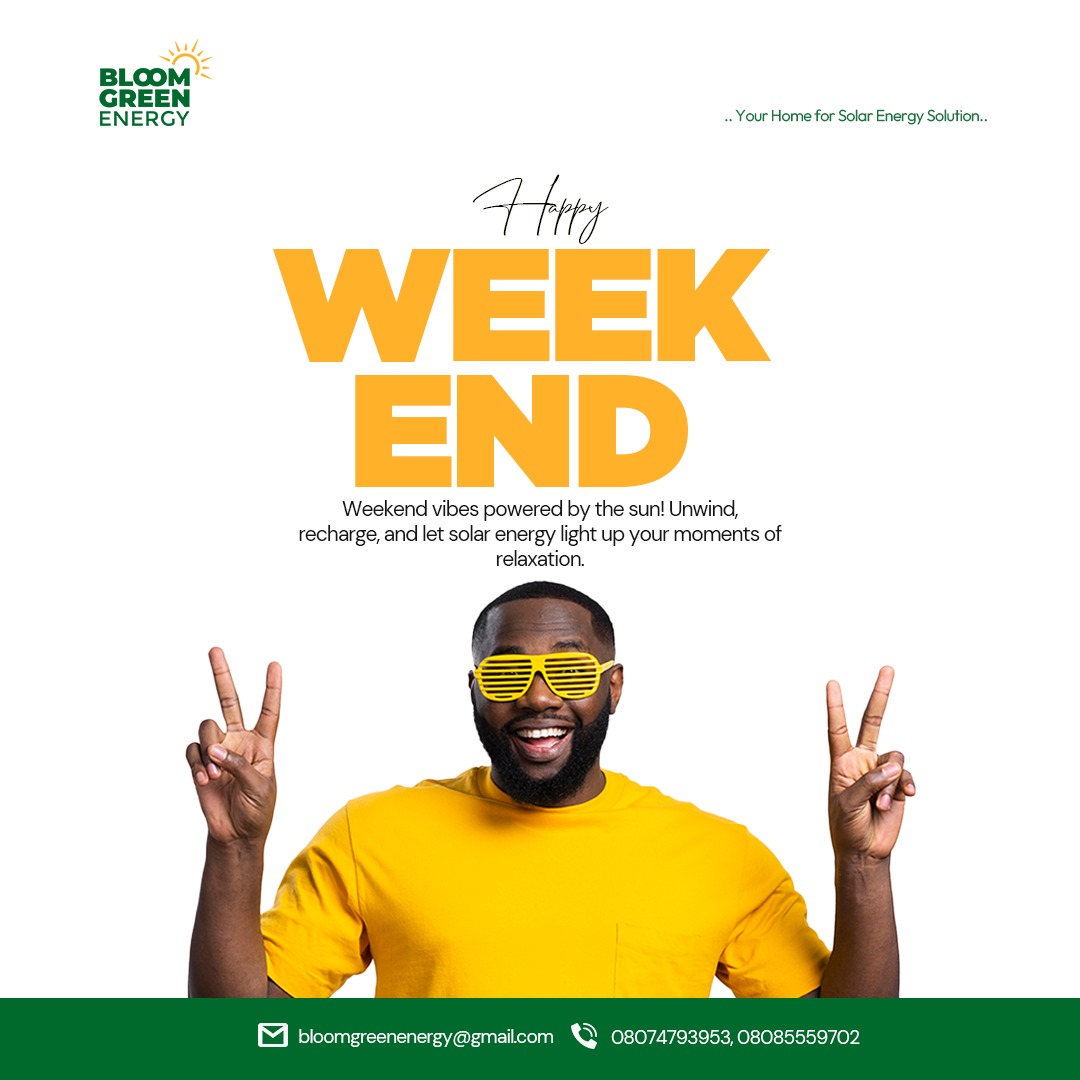 BLOOM
GREEN
ENERGY
.. Your Home for Solar Energy Solution..
Happy
WEEK
END
Weekend vibes powered by the sun! Unwind,
recharge, and let solar energy light up your moments of
relaxation.
bloomgreenenergy@gmail.com 08074793953, 08085559702